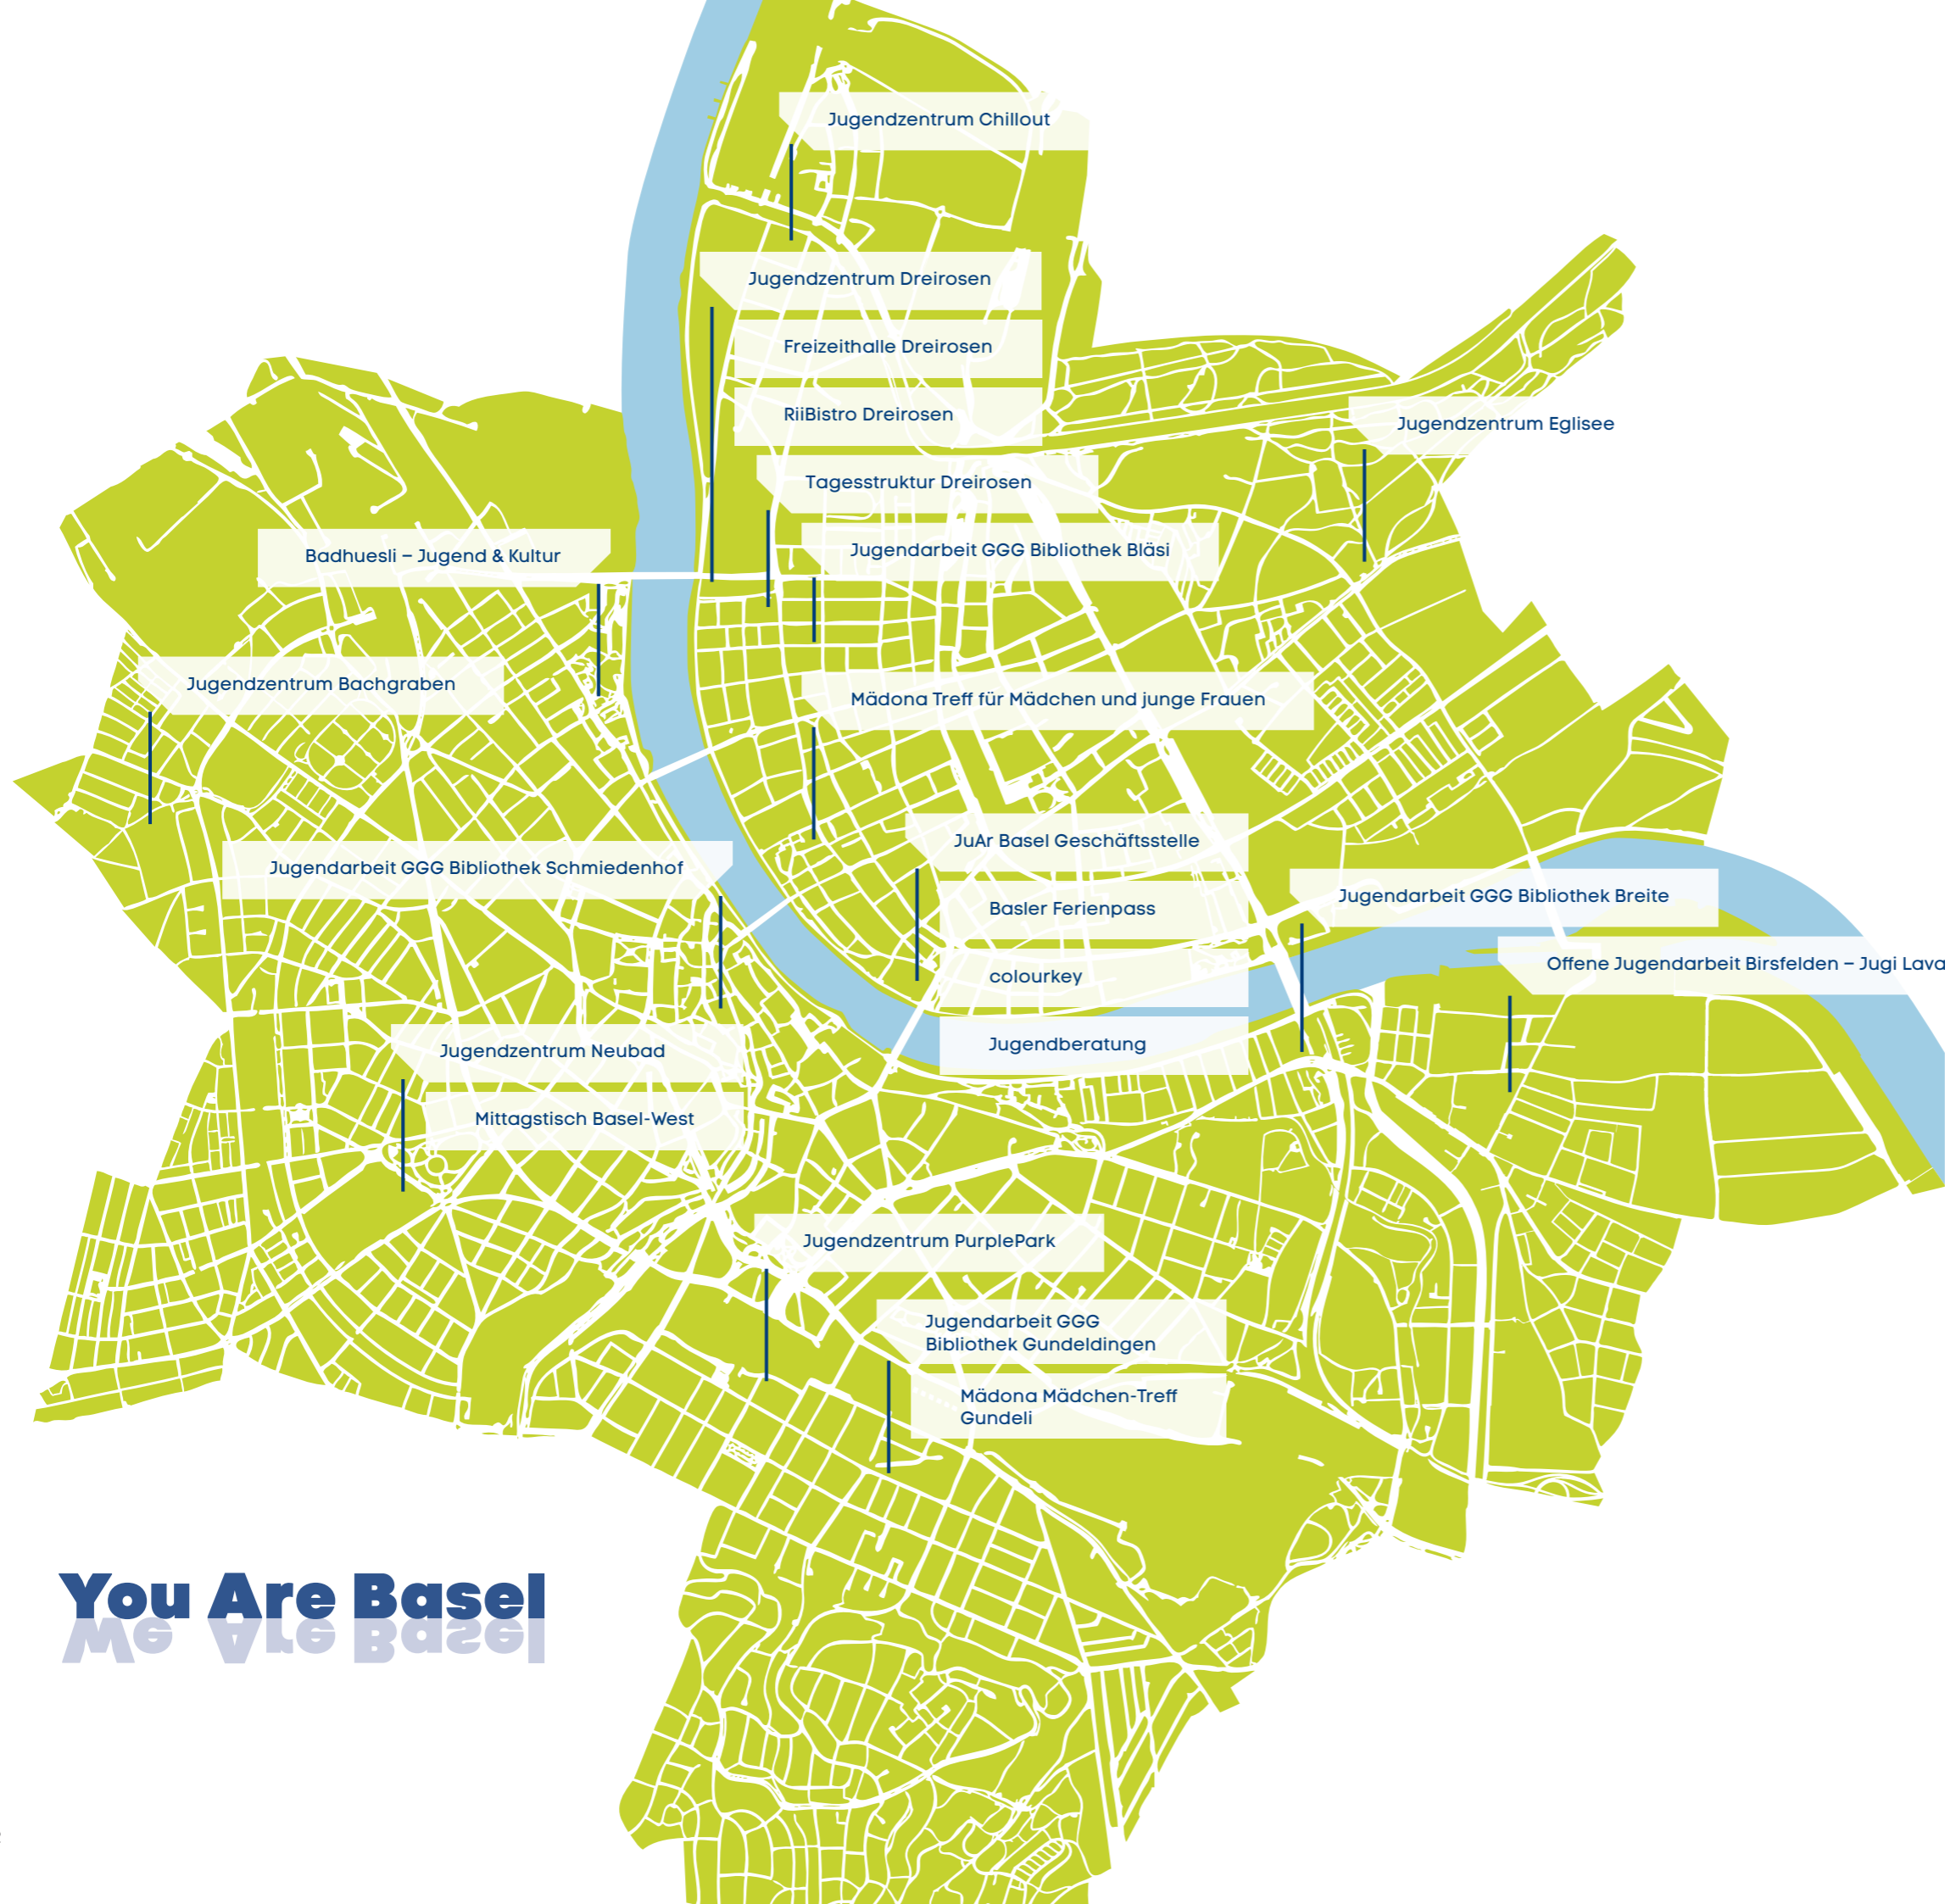 Jugendzentrum Chillout
Jugendzentrum Dreirosen
Freizeithalle Dreirosen
RiiBistro Dreirosen
Jugendzentrum Eglisee
Tagesstruktur Dreirosen
Jugendarbeit GGG Bibliothek Bläsi
Badhuesli – Jugend & Kultur
Jugendzentrum Bachgraben
Mädona Treff für Mädchen und junge Frauen
JuAr Basel Geschäftsstelle
Jugendarbeit GGG Bibliothek Schmiedenhof
Jugendarbeit GGG Bibliothek Breite
Basler Ferienpass
Offene Jugendarbeit Birsfelden – Jugi Lava
colourkey
Jugendberatung
Jugendzentrum Neubad
Mittagstisch Basel-West
Jugendzentrum PurplePark
Jugendarbeit GGG
Bibliothek Gundeldingen
Mädona Mädchen-Treff
Gundeli
You Are Basel
We Are Basel